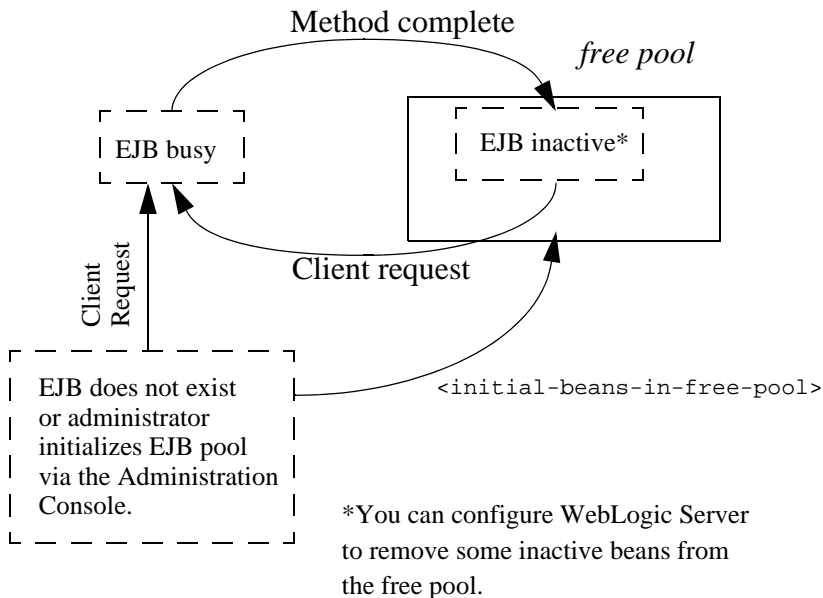 Method complete
free pool
EJB busy
EJB inactive*
Client request
Client
Request
EJB does not exist
or administrator
initializes EJB pool
via the Administration
Console.
<initial-beans-in-free-pool>
*You can configure WebLogic Server
to remove some inactive beans from
the free pool.